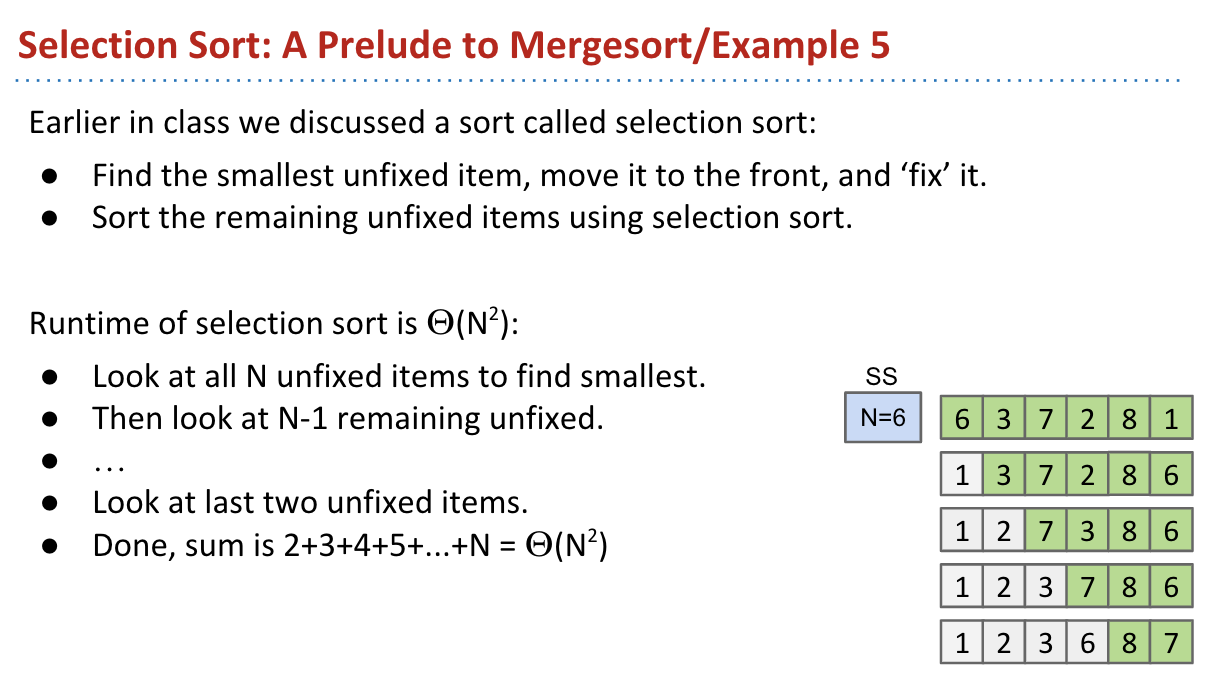 Selection Sort: A Prelude to Mergesort/Example 5
Earlier in class we discussed a sort called selection sort:
● Find the smallest unfixed item, move it to the front, and ‘fix’ it.
● Sort the remaining unfixed items using selection sort.
Runtime of selection sort is Θ(N²):
● Look at all N unfixed items to find smallest.
● Then look at N-1 remaining unfixed.
● …
● Look at last two unfixed items.
● Done, sum is 2+3+4+5+...+N = Θ(N²)
SS
N=6
6 3 7 2 8 1
1 3 7 2 8 6
1 2 7 3 8 6
1 2 3 7 8 6
1 2 3 6 8 7